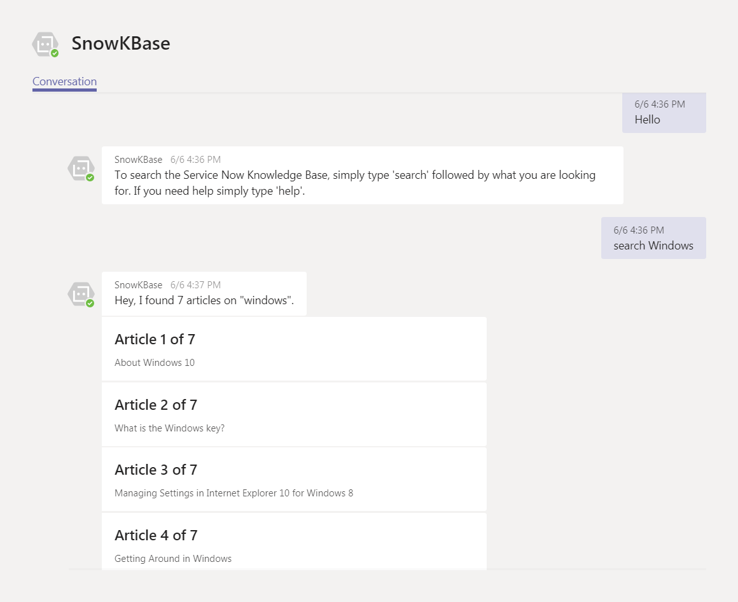 SnowKBase
Conversation
6/6 4:36 PM
Hello
SnowKBase 6/6 4:36 PM
To search the Service Now Knowledge Base, simply type 'search' followed by what you are looking
for. If you need help simply type 'help'.
6/6 4:36 PM
search Windows
SnowKBase 6/6 4:37 PM
Hey, I found 7 articles on "windows".
Article 1 of 7
About Windows 10
Article 2 of 7
What is the Windows key?
Article 3 of 7
Managing Settings in Internet Explorer 10 for Windows 8
Article 4 of 7
Getting Around in Windows